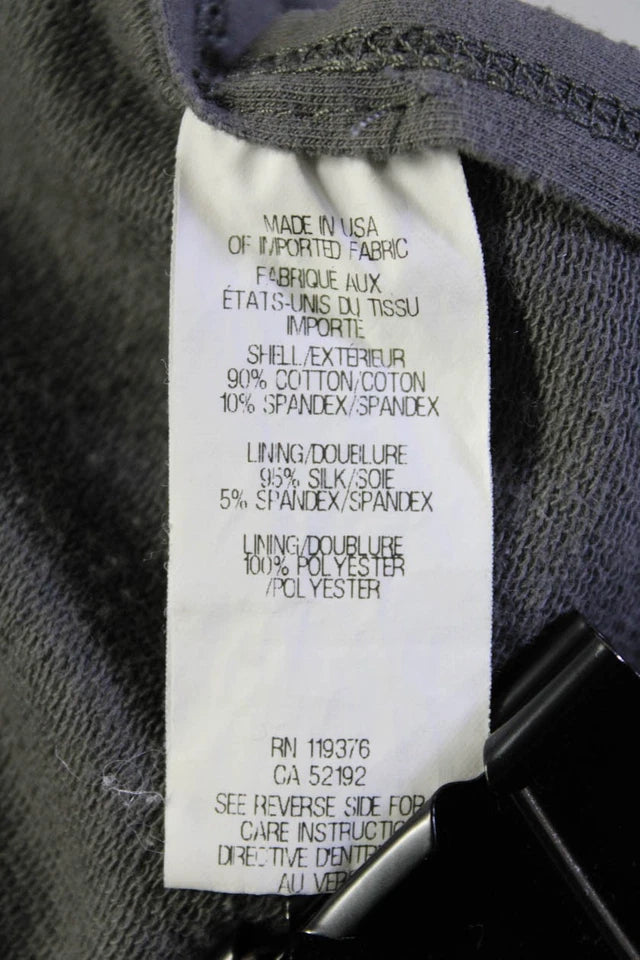 MADE IN USA
OF IMPORTED FABRIC
FABRIQUE AUX
ÉTATS-UNIS DU TISSU
IMPORTE
SHELL/EXTÉRIEUR
90% COTTON/COTON
10% SPANDEX/SPANDEX
LINING/DOUBLURE
95% SILK/SOIE
5% SPANDEX/SPANDEX
LINING/DOUBLURE
100% POLYESTER
/POLYESTER
RN 119376
CA 52192
SEE REVERSE SIDE FOR
CARE
DIRECTIVE
AU